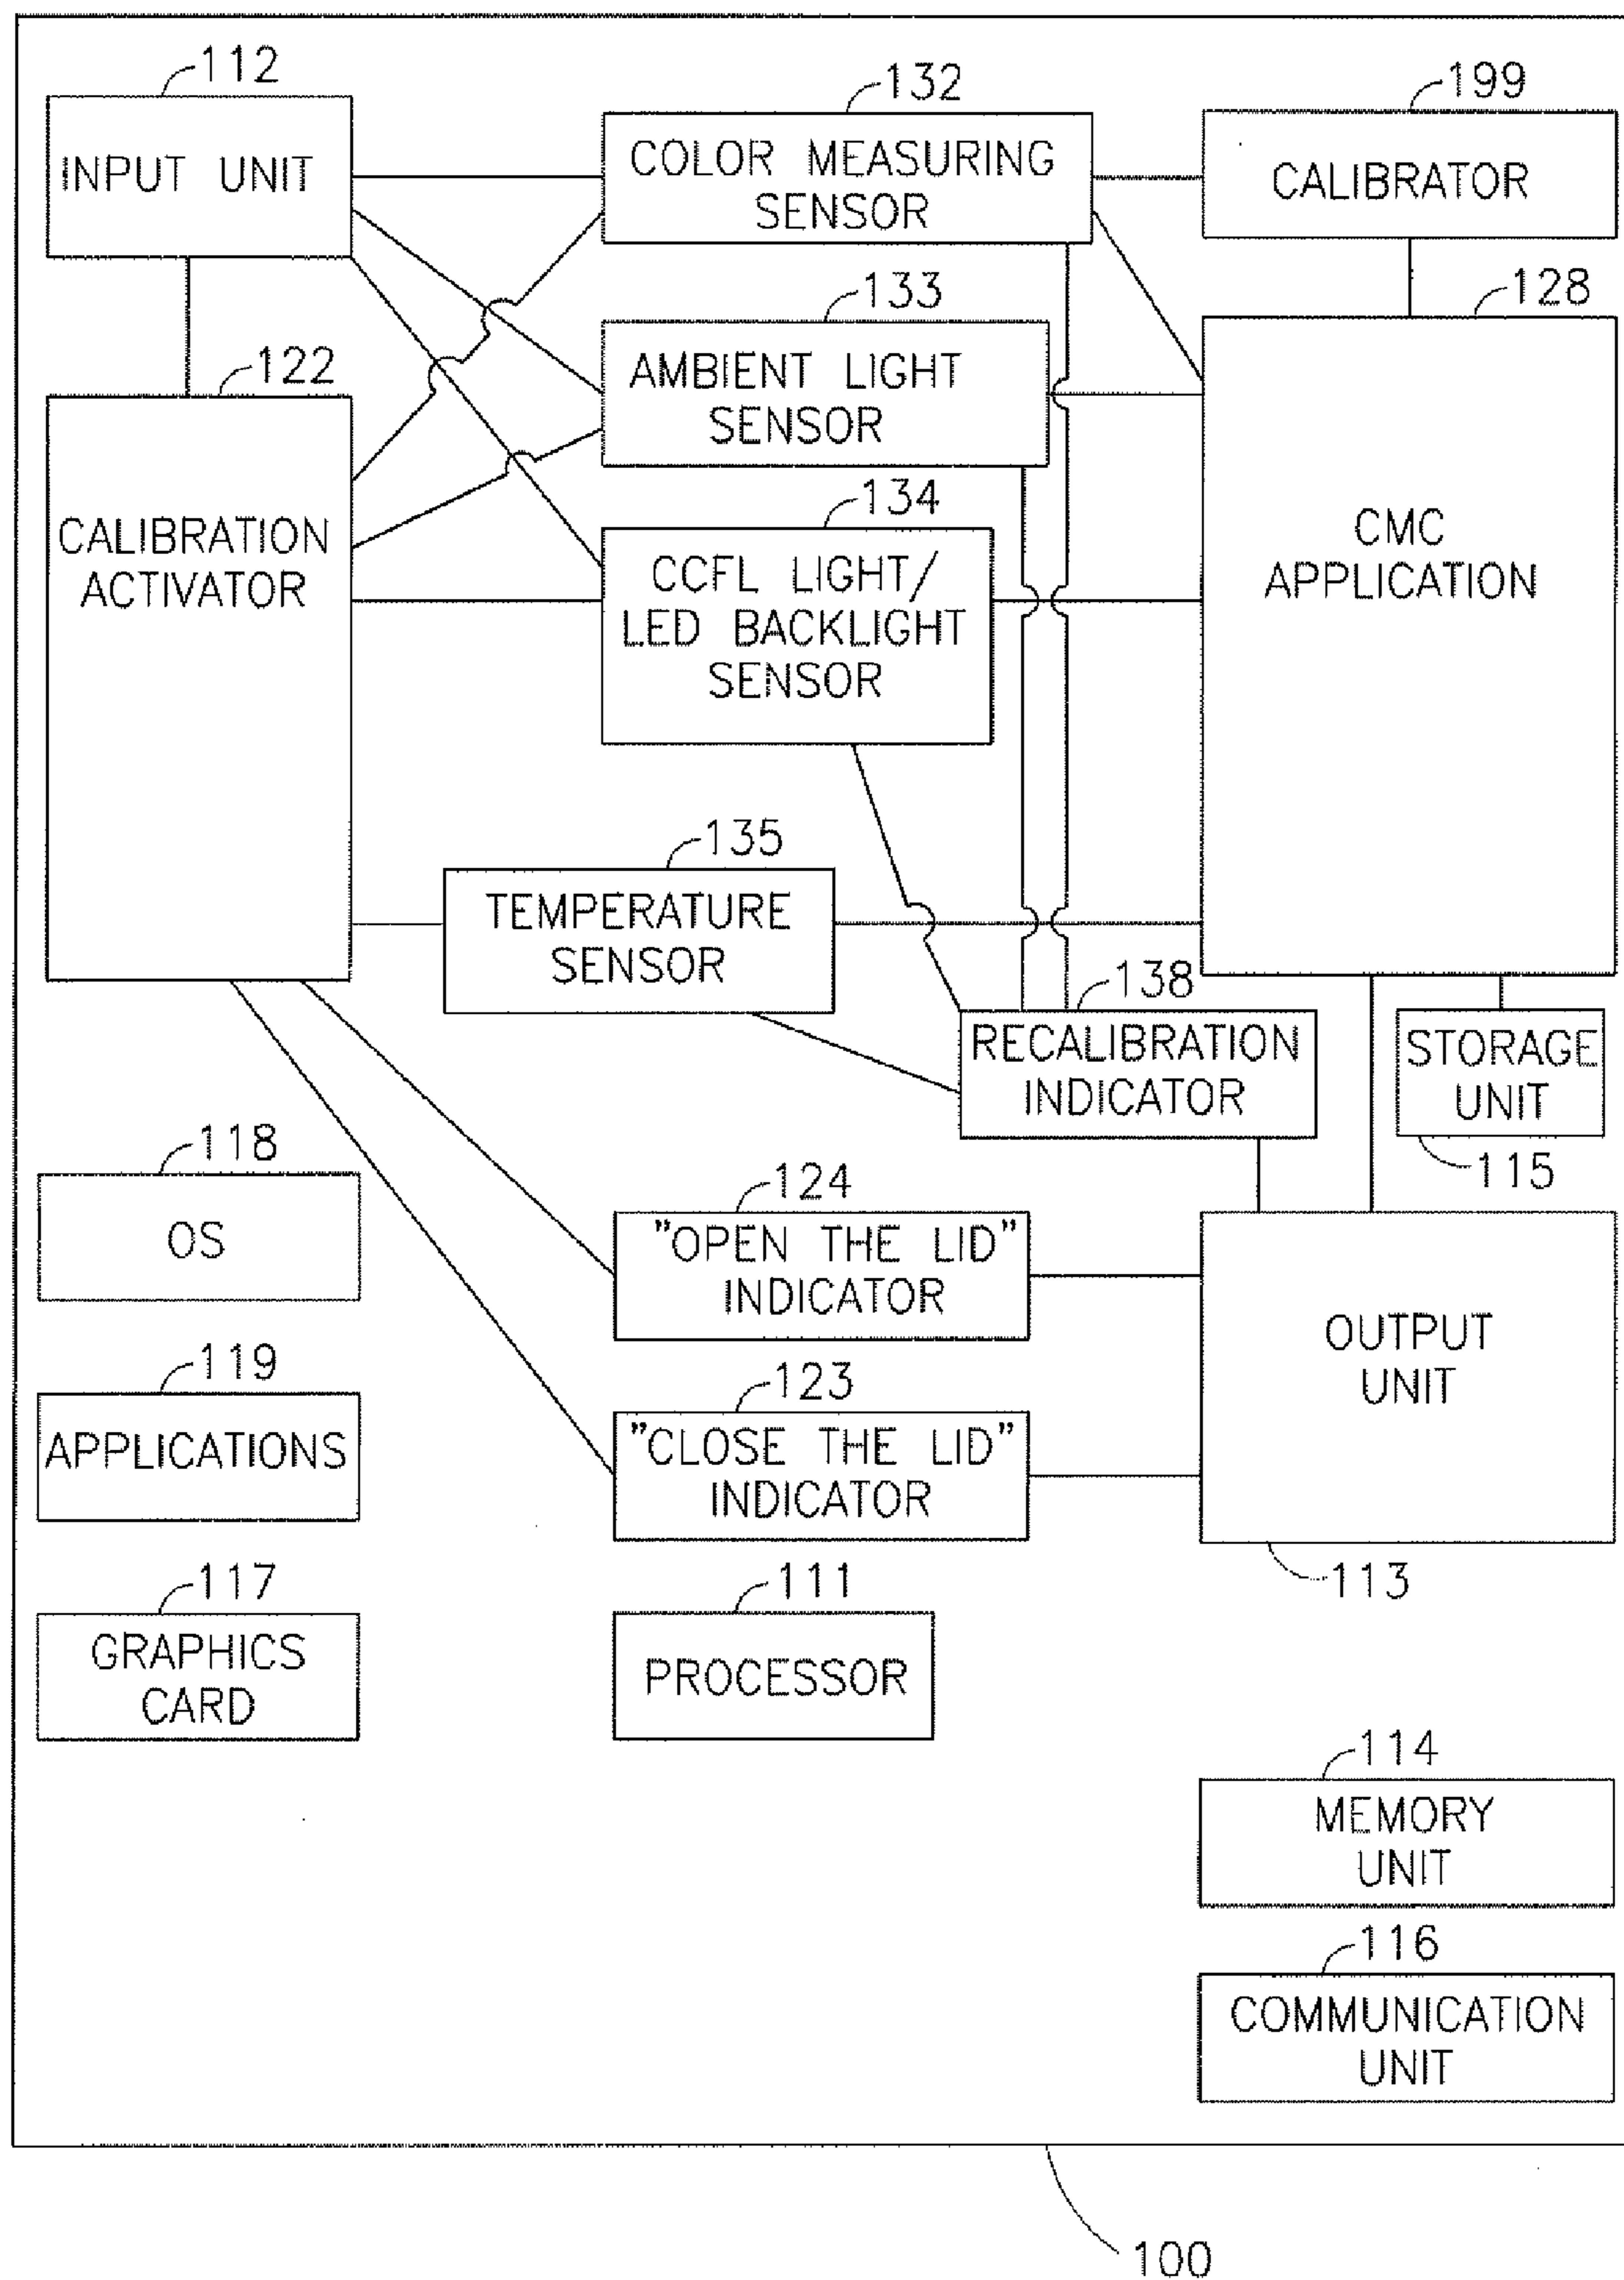 112
INPUT UNIT
132
COLOR MEASURING
SENSOR
199
CALIBRATOR
133
AMBIENT LIGHT
SENSOR
128
CMC
APPLICATION
122
CALIBRATION
ACTIVATOR
134
CCFL LIGHT/
LED BACKLIGHT
SENSOR
135
TEMPERATURE
SENSOR
138
RECALIBRATION
INDICATOR
STORAGE
UNIT
115
118
OS
124
"OPEN THE LID"
INDICATOR
OUTPUT
UNIT
113
119
APPLICATIONS
123
"CLOSE THE LID"
INDICATOR
117
GRAPHICS
CARD
111
PROCESSOR
114
MEMORY
UNIT
116
COMMUNICATION
UNIT
100